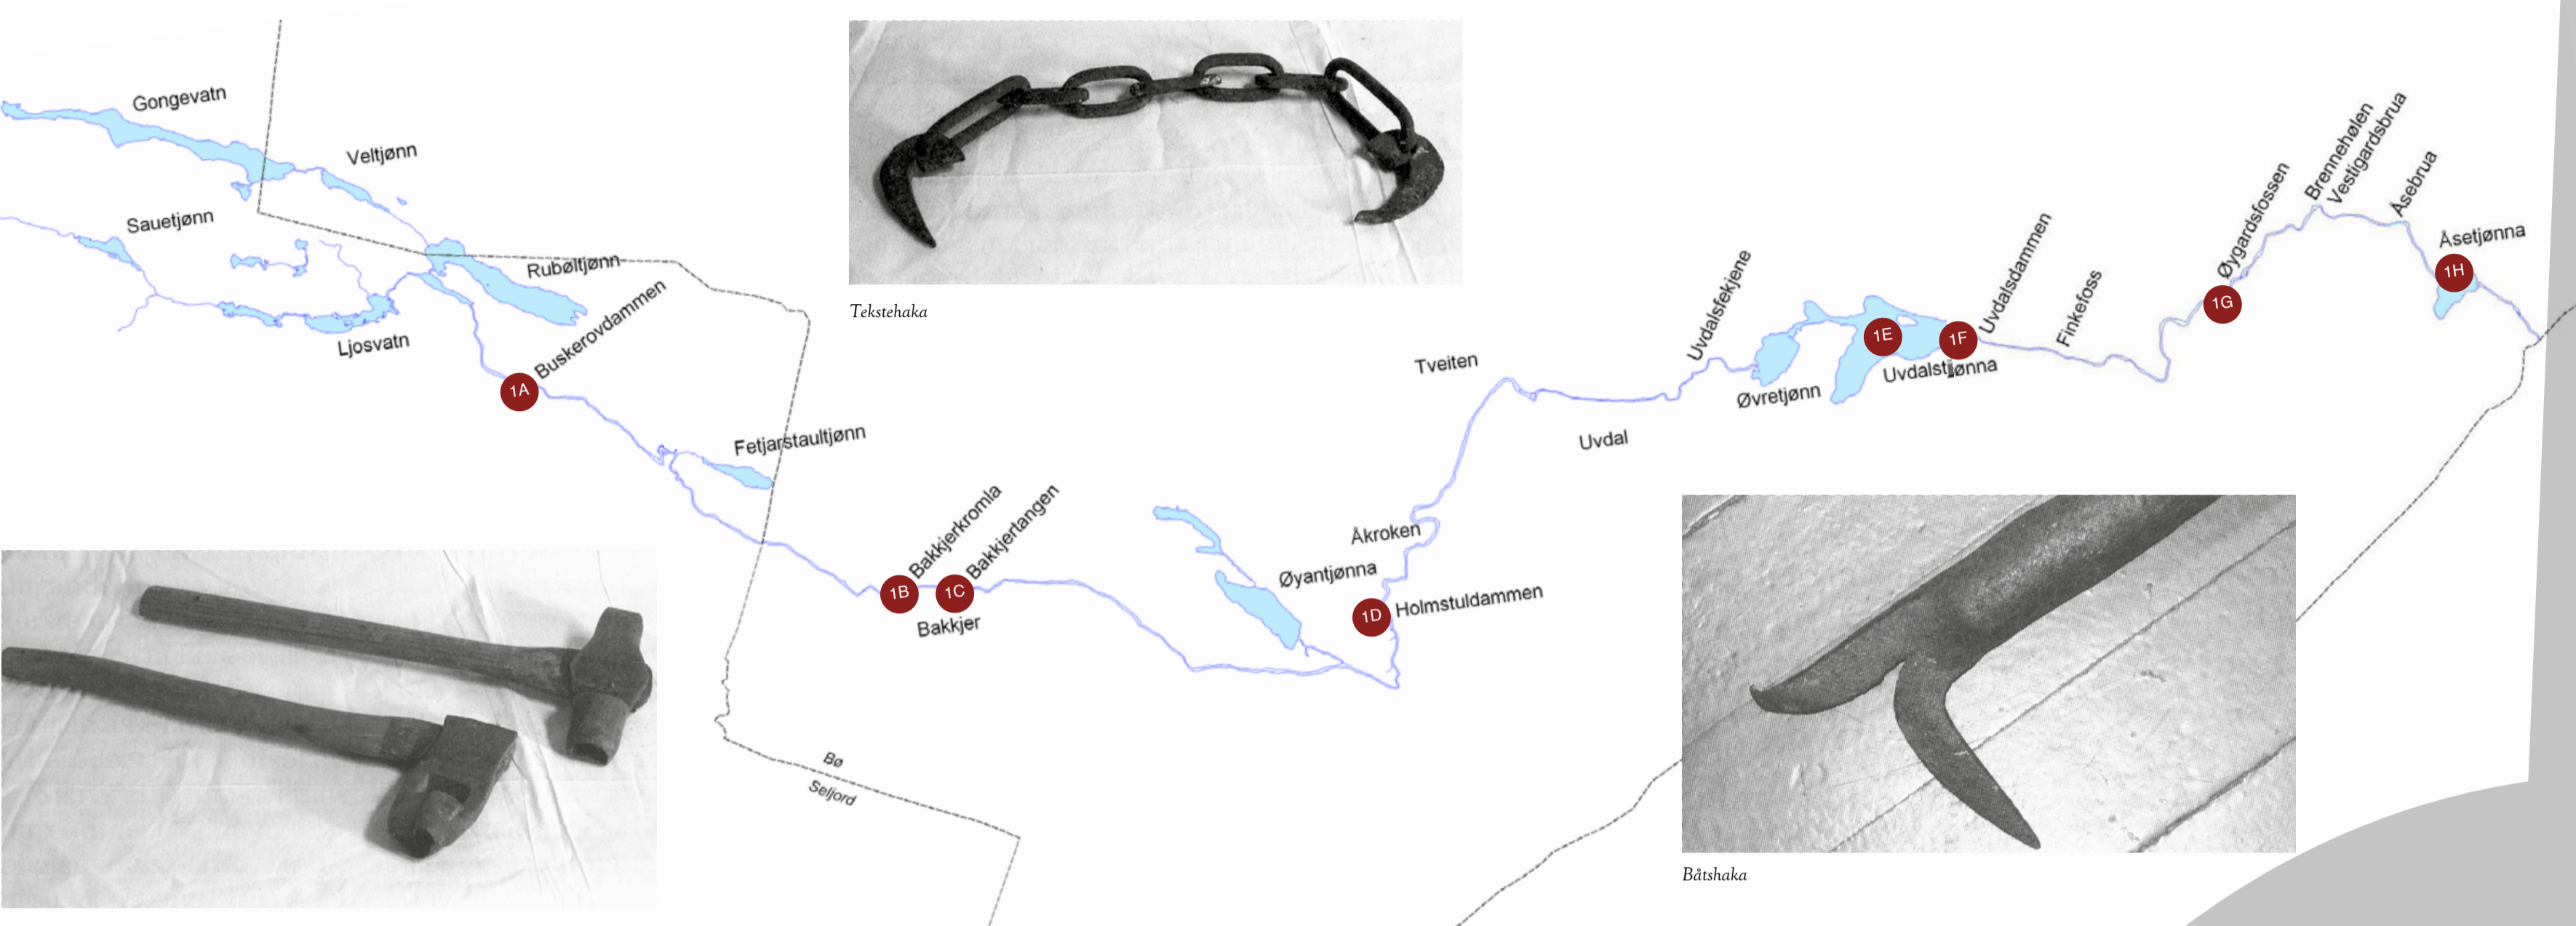 Gongevatn
Veltjønn
Sauetjønn
Rubøltjønn
Ljosvatn
Buskerovdammen
1A
Fetjarstaultjønn
Tekstehaka
Bakkjerkromla
Bakkjertangen
1B
1C
Bakkjer
Bø
Seljord
Øyantjønna
Åkroken
1D
Holmstuldammen
Tveiten
Uvdal
Uvdalsfekjene
Øvretjønn
1E
1F
Uvdalstjønna
Uvdalsdammen
Finkefoss
Øygardsfossen
1G
Brennehølen
Vestigardsbrua
Åsebrua
Åsetjønna
1H
Båtshaka